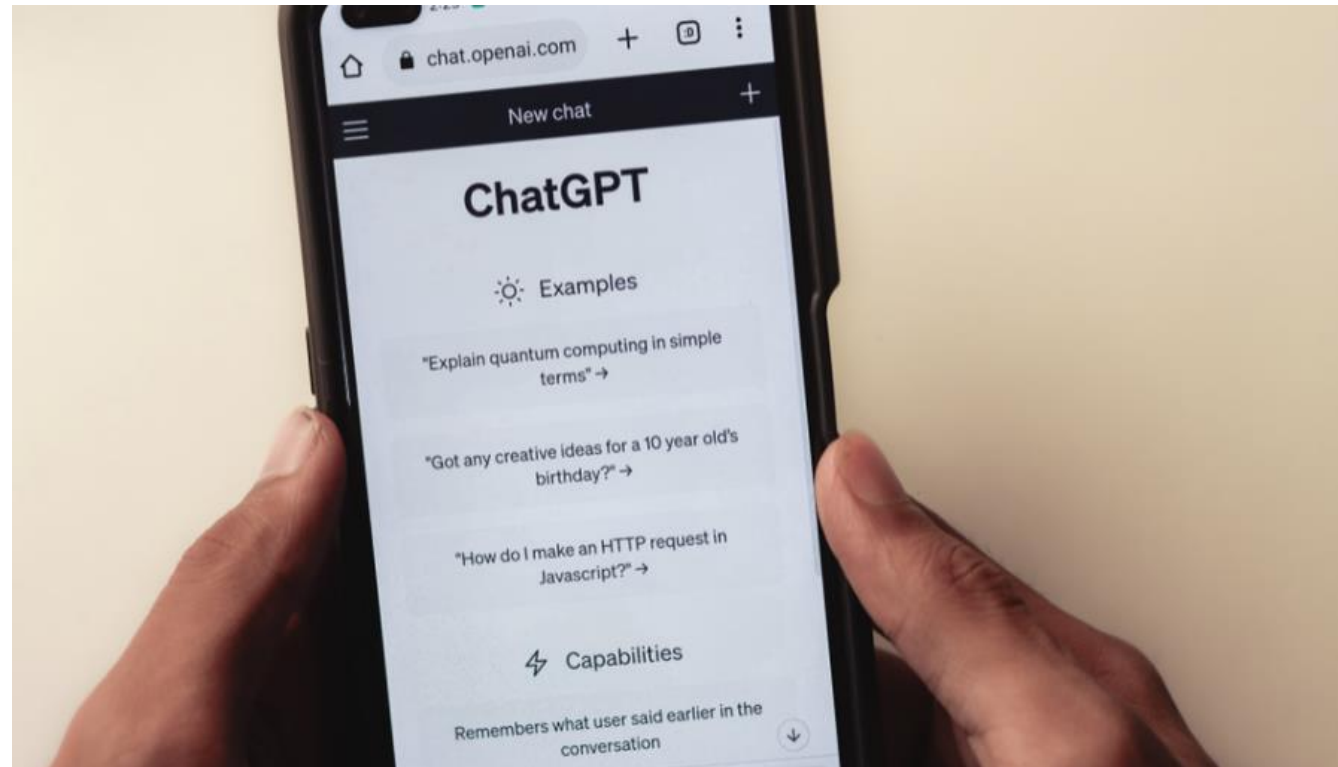 chat.openai.com
:D
New chat
ChatGPT
Examples
"Explain quantum computing in simple
terms" →
"Got any creative ideas for a 10 year old's
birthday?" →
"How do I make an HTTP request in
Javascript?" →
Capabilities
Remembers what user said earlier in the
conversation